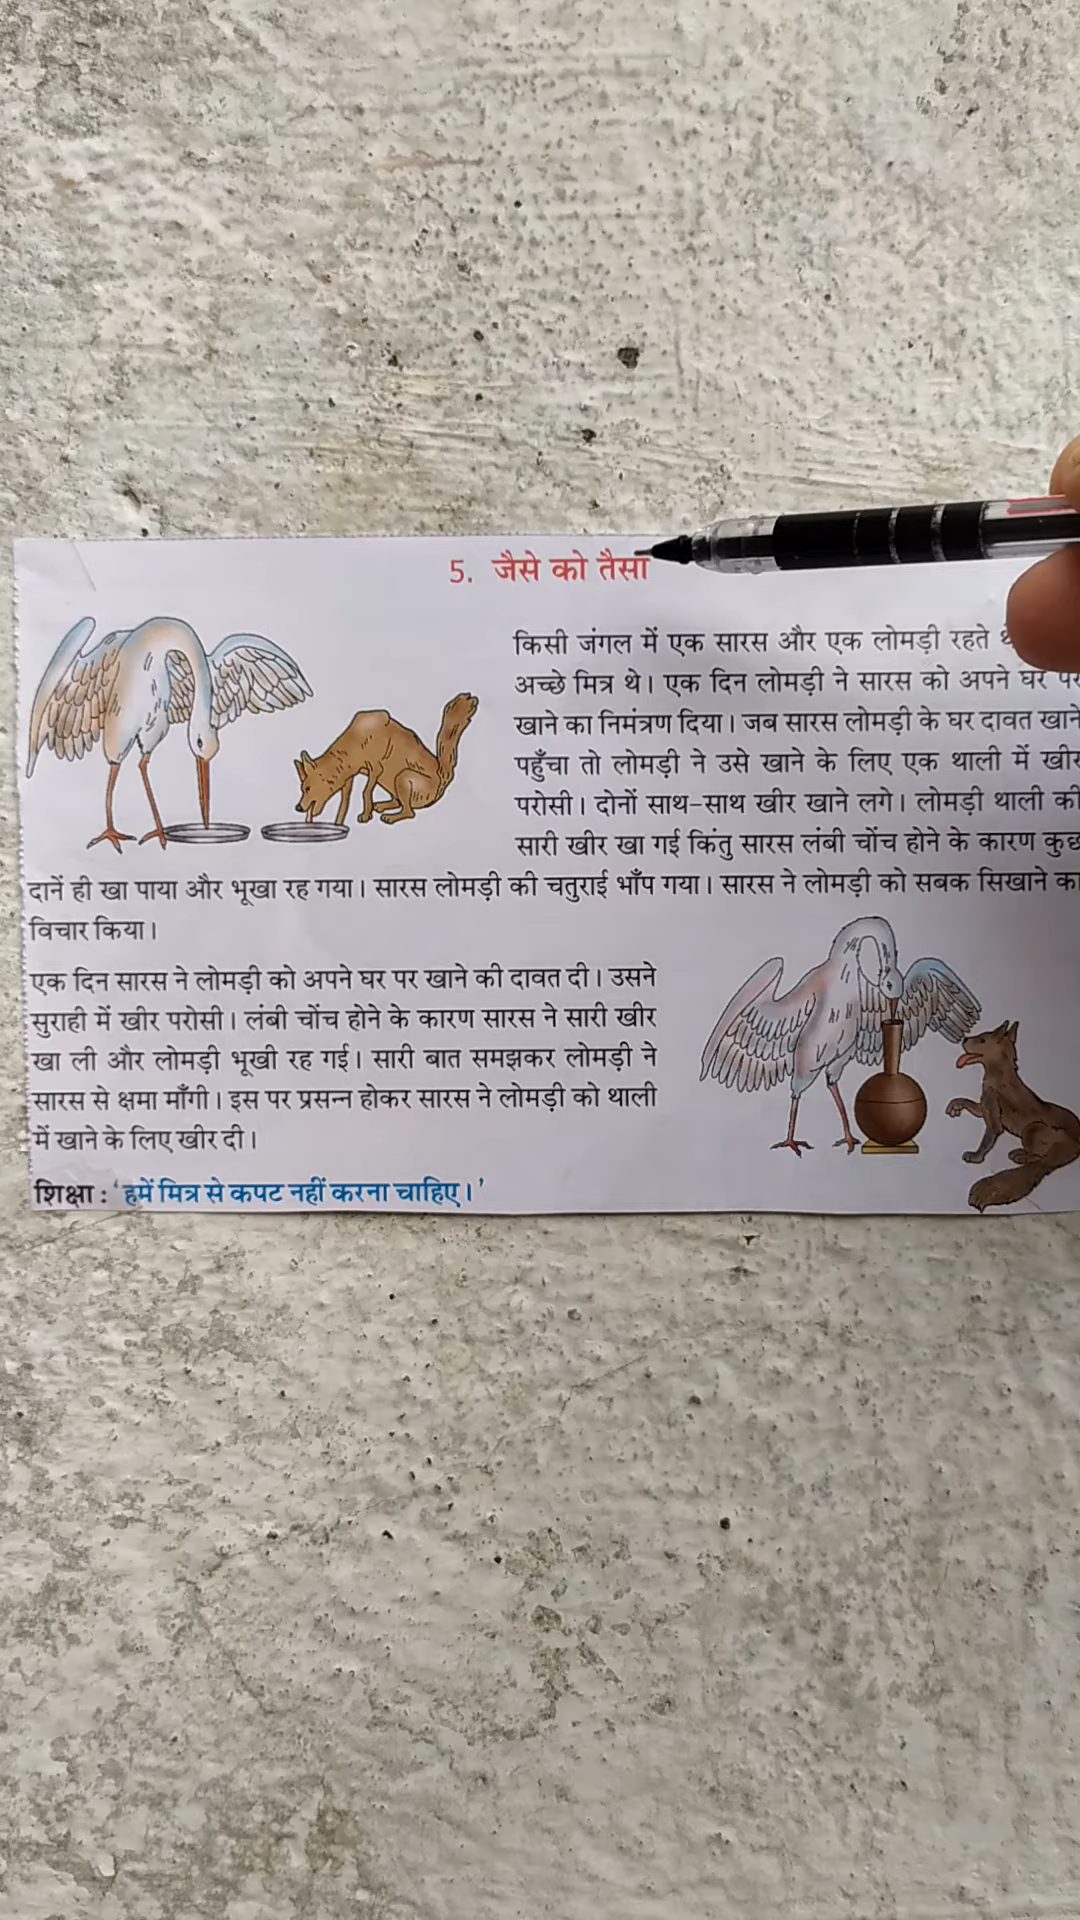 5. जैसे को तैसा
किसी जंगल में एक सारस और एक लोमड़ी रहते
अच्छे मित्र थे। एक दिन लोमड़ी ने सारस को अपने घर पर
खाने का निमंत्रण दिया। जब सारस लोमड़ी के घर दावत खाने
पहुँचा तो लोमड़ी ने उसे खाने के लिए एक थाली में खीर
परोसी। दोनों साथ-साथ खीर खाने लगे। लोमड़ी थाली की
सारी खीर खा गई किंतु सारस लंबी चोंच होने के कारण कुछ
दानें ही खा पाया और भूखा रह गया। सारस लोमड़ी की चतुराई भाँप गया। सारस ने लोमड़ी को सबक सिखाने का
विचार किया।
एक दिन सारस ने लोमड़ी को अपने घर पर खाने की दावत दी। उसने
सुराही में खीर परोसी। लंबी चोंच होने के कारण सारस ने सारी खीर
खा ली और लोमड़ी भूखी रह गई। सारी बात समझकर लोमड़ी ने
सारस से क्षमा माँगी। इस पर प्रसन्न होकर सारस ने लोमड़ी को थाली
में खाने के लिए खीर दी।
शिक्षा : 'हमें मित्र से कपट नहीं करना चाहिए।'